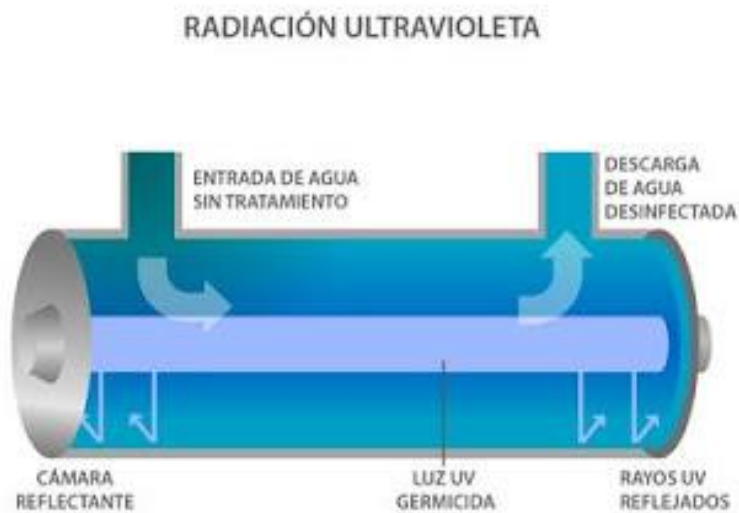 RADIACIÓN ULTRAVIOLETA
ENTRADA DE AGUA
SIN TRATAMIENTO
DESCARGA
DE AGUA
DESINFECTADA
CÁMARA
REFLECTANTE
LUZ UV
GERMICIDA
RAYOS UV
REFLEJADOS